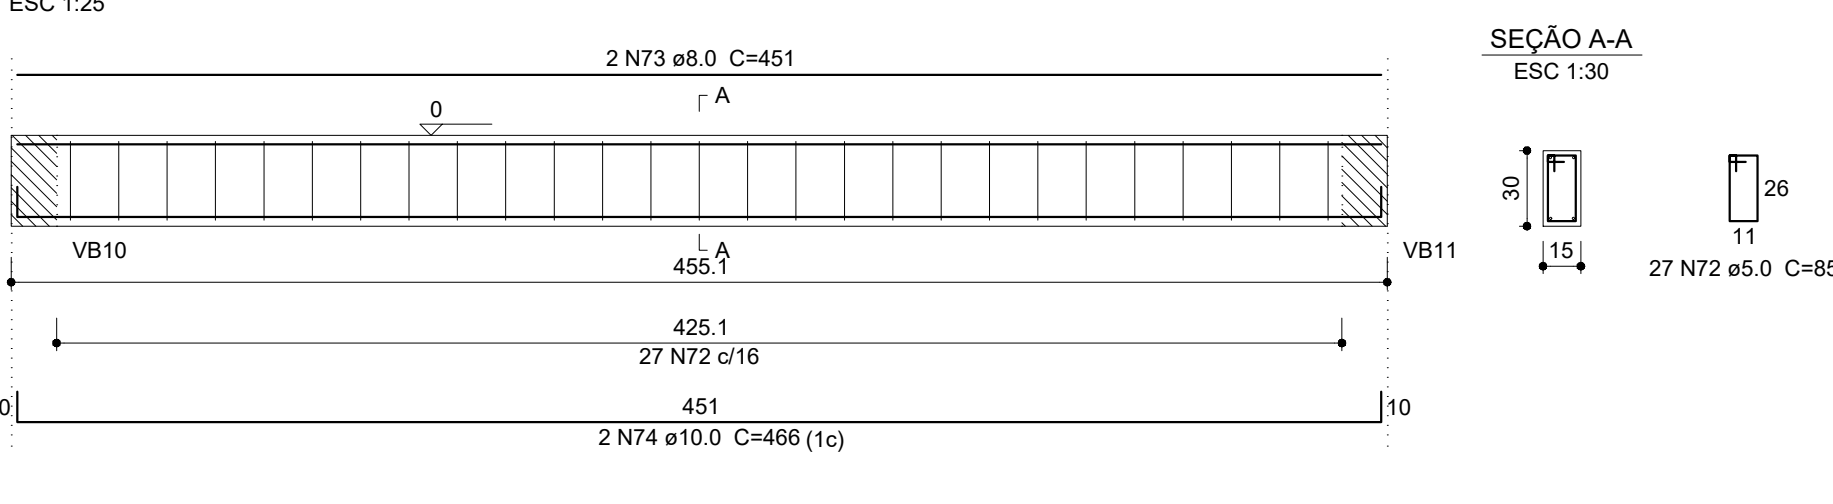 ESC 1:25
2 N73 ø8.0 C=451
A
0
VB10
A
VB11
455.1
425.1
27 N72 c/16
0
451
10
2 N74 ø10.0 C=466 (1c)
SEÇÃO A-A
ESC 1:30
30
15
26
11
27 N72 ø5.0 C=85